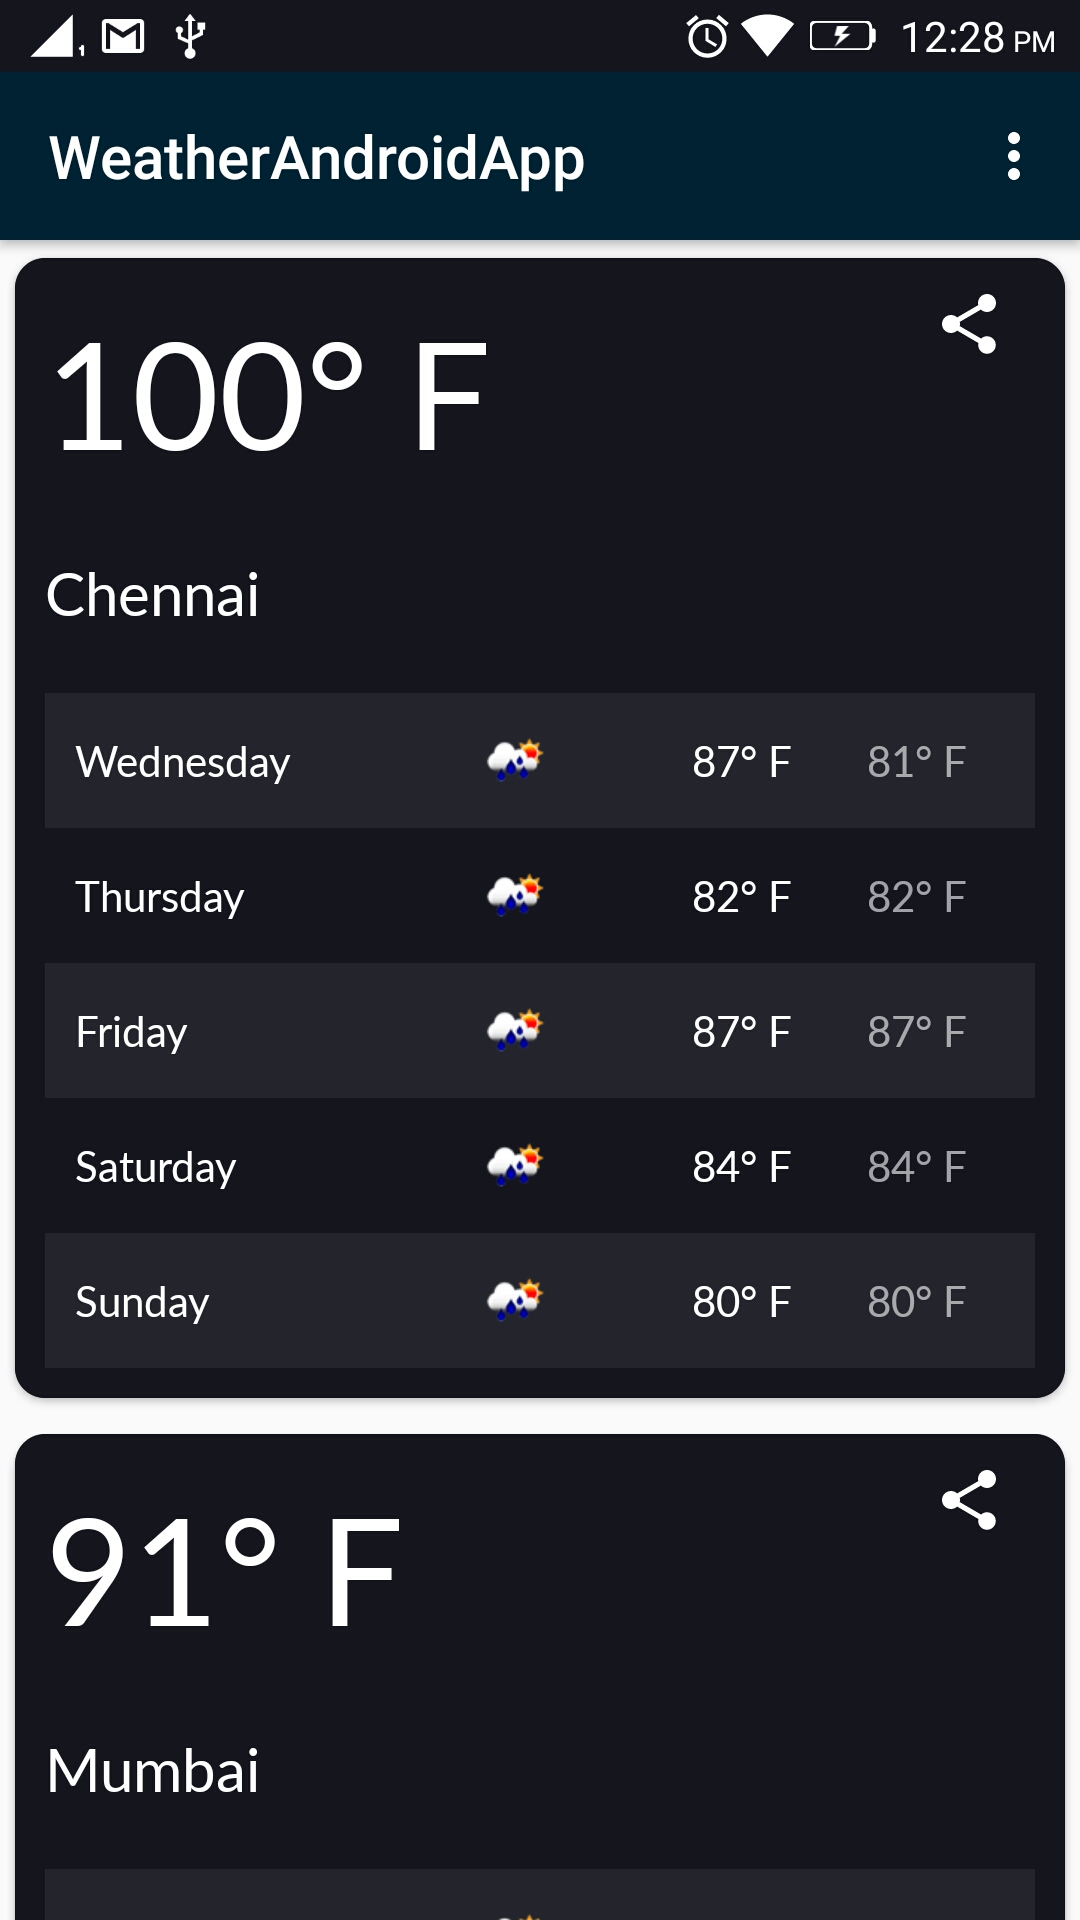 12:28 PM
WeatherAndroidApp
100° F
Chennai
Wednesday 87° F 81° F
Thursday 82° F 82° F
Friday 87° F 87° F
Saturday 84° F 84° F
Sunday 80° F 80° F
91° F
Mumbai